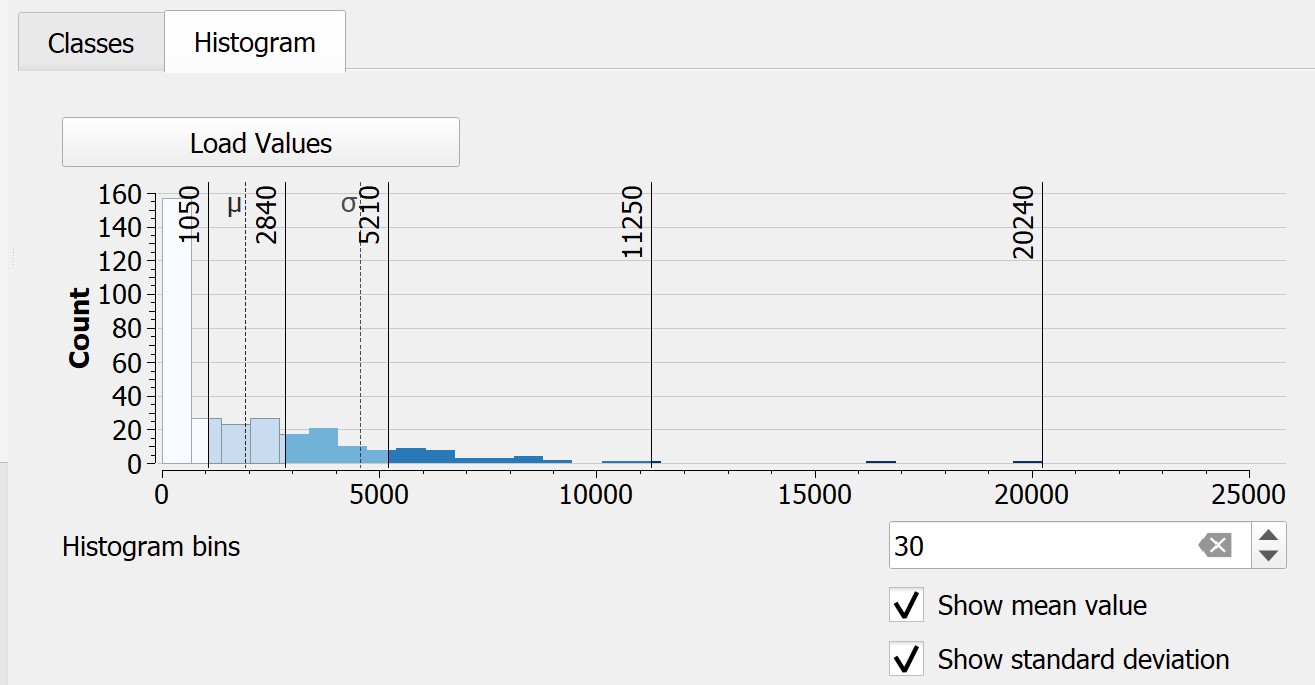 Classes Histogram
Load Values
160
140
120
100
80
60
40
20
0
Count
1050
μ
2840
σ
5210
11250
20240
0 5000 10000 15000 20000 25000
Histogram bins 30
Show mean value
Show standard deviation